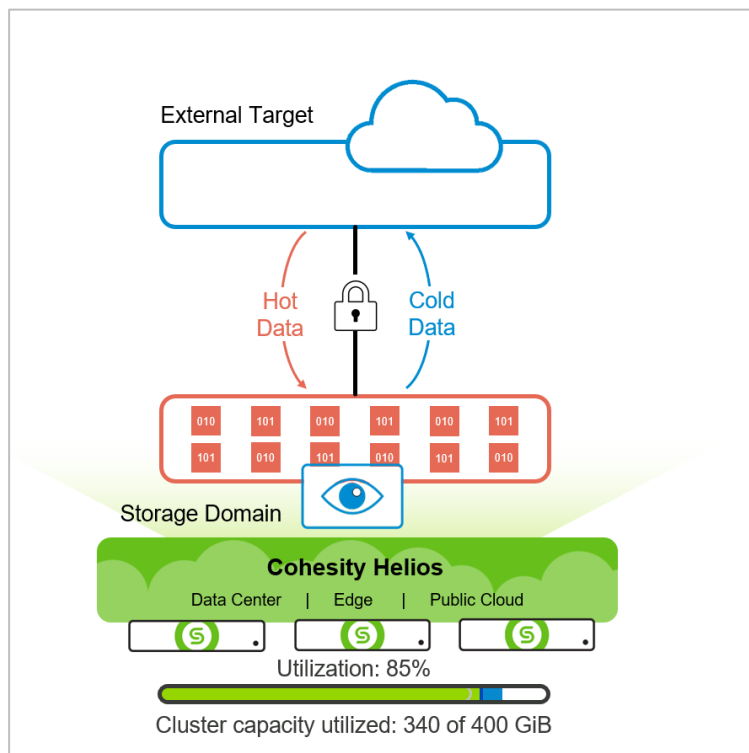 External Target
Hot
Data
Cold
Data
010 101 010 101 010 101
101 010 101 010 101 010
Storage Domain
Cohesity Helios
Data Center | Edge | Public Cloud
Utilization: 85%
Cluster capacity utilized: 340 of 400 GiB